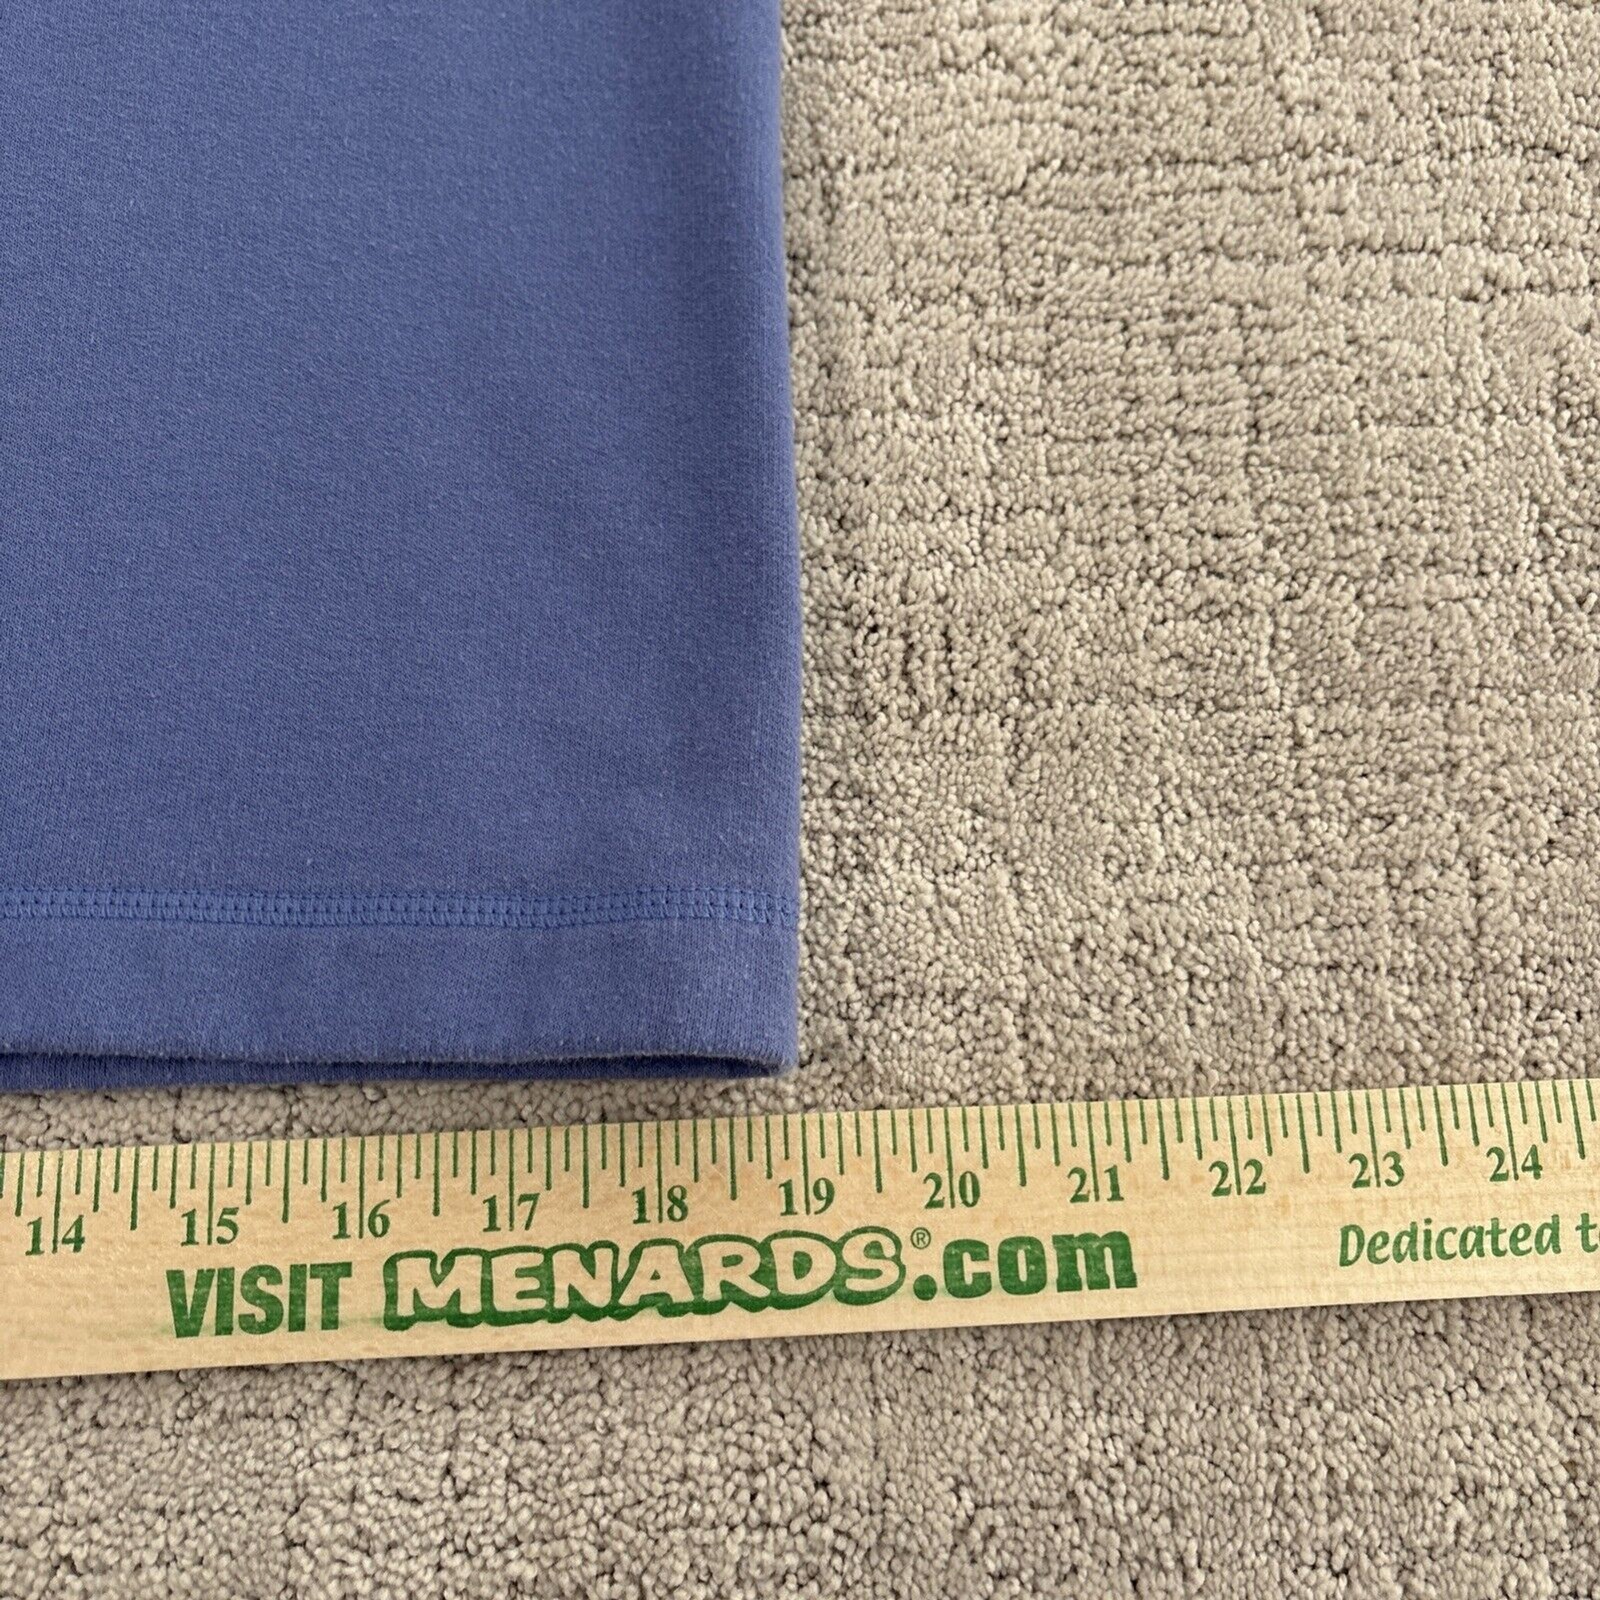 14 15 16 17 18 19 20 21 22 23 24
VISIT MENARDS®.com Dedicated